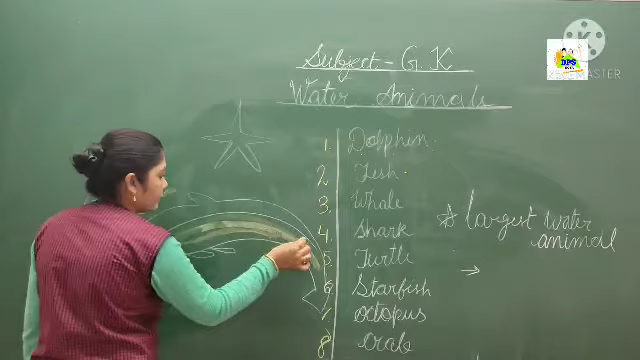 Subject - G.K
Water Animals
1. Dolphin.
2 Fish.
3. Whale
4. Shark
5. Turtle
6 Starfish
7 octopus
8 Crab
largest water
animal
DPS